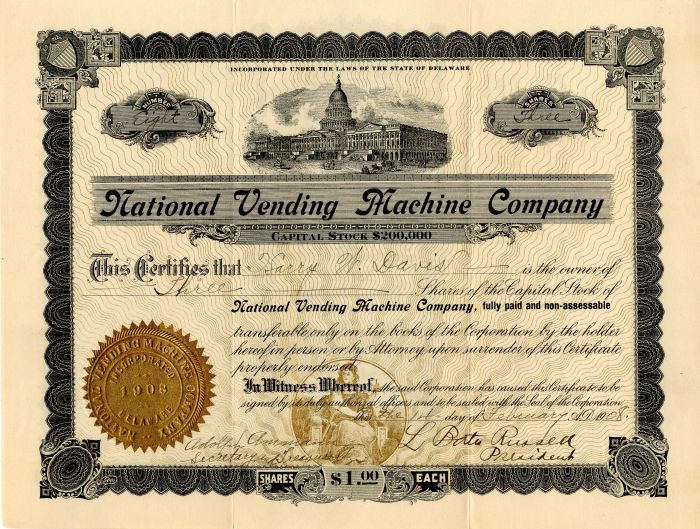 INCORPORATED UNDER THE LAWS OF THE STATE OF DELAWARE
NUMBER
Eight
SHARES
Three
National Vending Machine Company
CAPITAL STOCK $200,000
This Certifies that Harry W. Davis is the owner of
Three Shares of the Capital Stock of
National Vending Machine Company, fully paid and non-assessable
transferable only on the books of the Corporation by the holder
hereof in person or by Attorney upon surrender of this Certificate
properly endorsed.
In Witness Whereof, the said Corporation has caused this Certificate to be
signed by its duly authorized officers and to be sealed with the Seal of the Corporation
this day of February A.D. 1908.
NATIONAL VENDING MACHINE COMPANY
INCORPORATED
1903
DELAWARE
Adolph
Secretary
Russell
President
SHARES $1.00 EACH